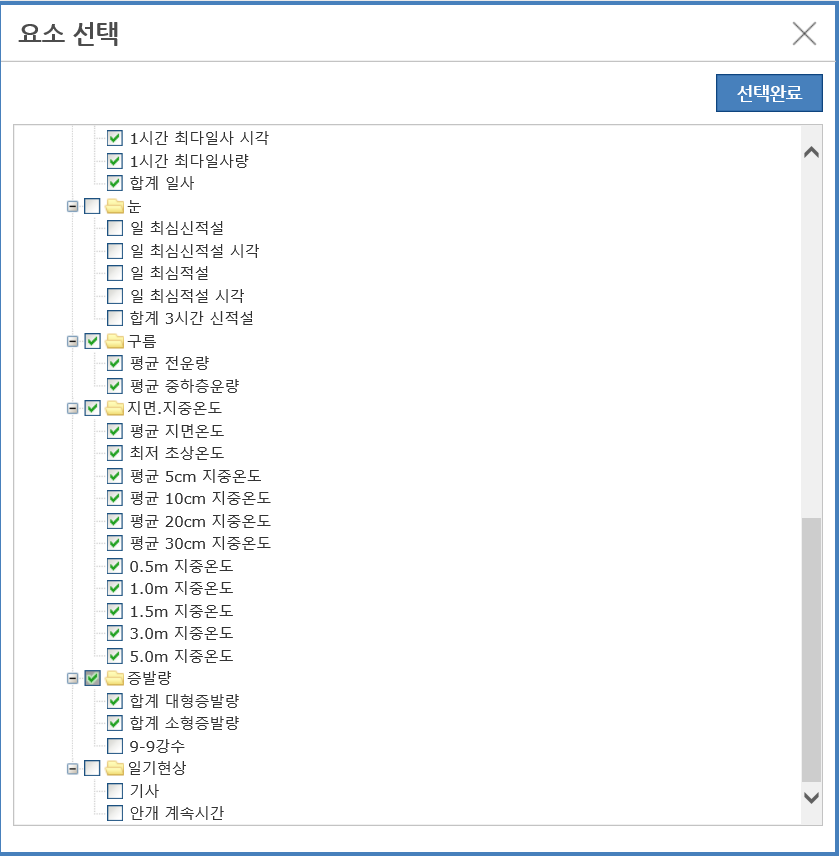 요소 선택
선택완료
1시간 최다일사 시각
1시간 최다일사량
합계 일사
눈
일 최심신적설
일 최심신적설 시각
일 최심적설
일 최심적설 시각
합계 3시간 신적설
구름
평균 전운량
평균 중하층운량
지면.지중온도
평균 지면온도
최저 초상온도
평균 5cm 지중온도
평균 10cm 지중온도
평균 20cm 지중온도
평균 30cm 지중온도
0.5m 지중온도
1.0m 지중온도
1.5m 지중온도
3.0m 지중온도
5.0m 지중온도
증발량
합계 대형증발량
합계 소형증발량
9-9강수
일기현상
기사
안개 계속시간